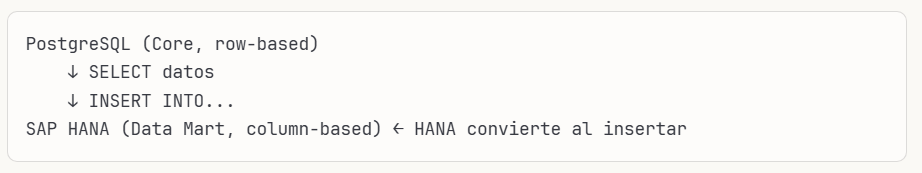 PostgreSQL (Core, row-based)
↓ SELECT datos
↓ INSERT INTO...
SAP HANA (Data Mart, column-based) ← HANA convierte al insertar